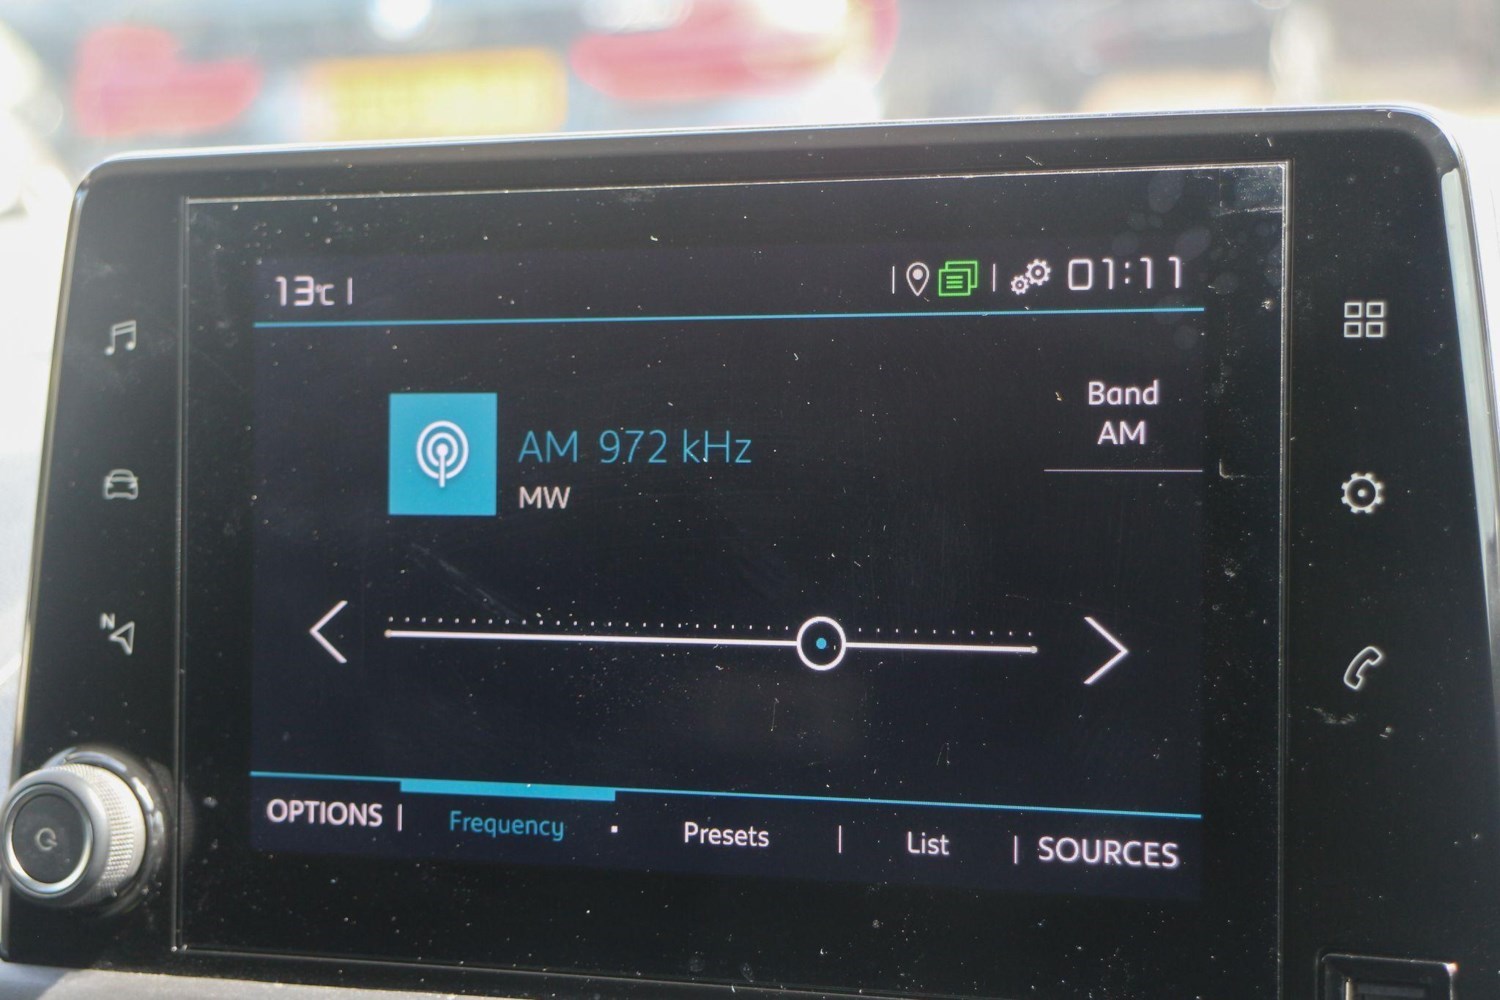 13°C
01:11
Band
AM
AM 972 kHz
MW
N
OPTIONS
Frequency
Presets
List
SOURCES